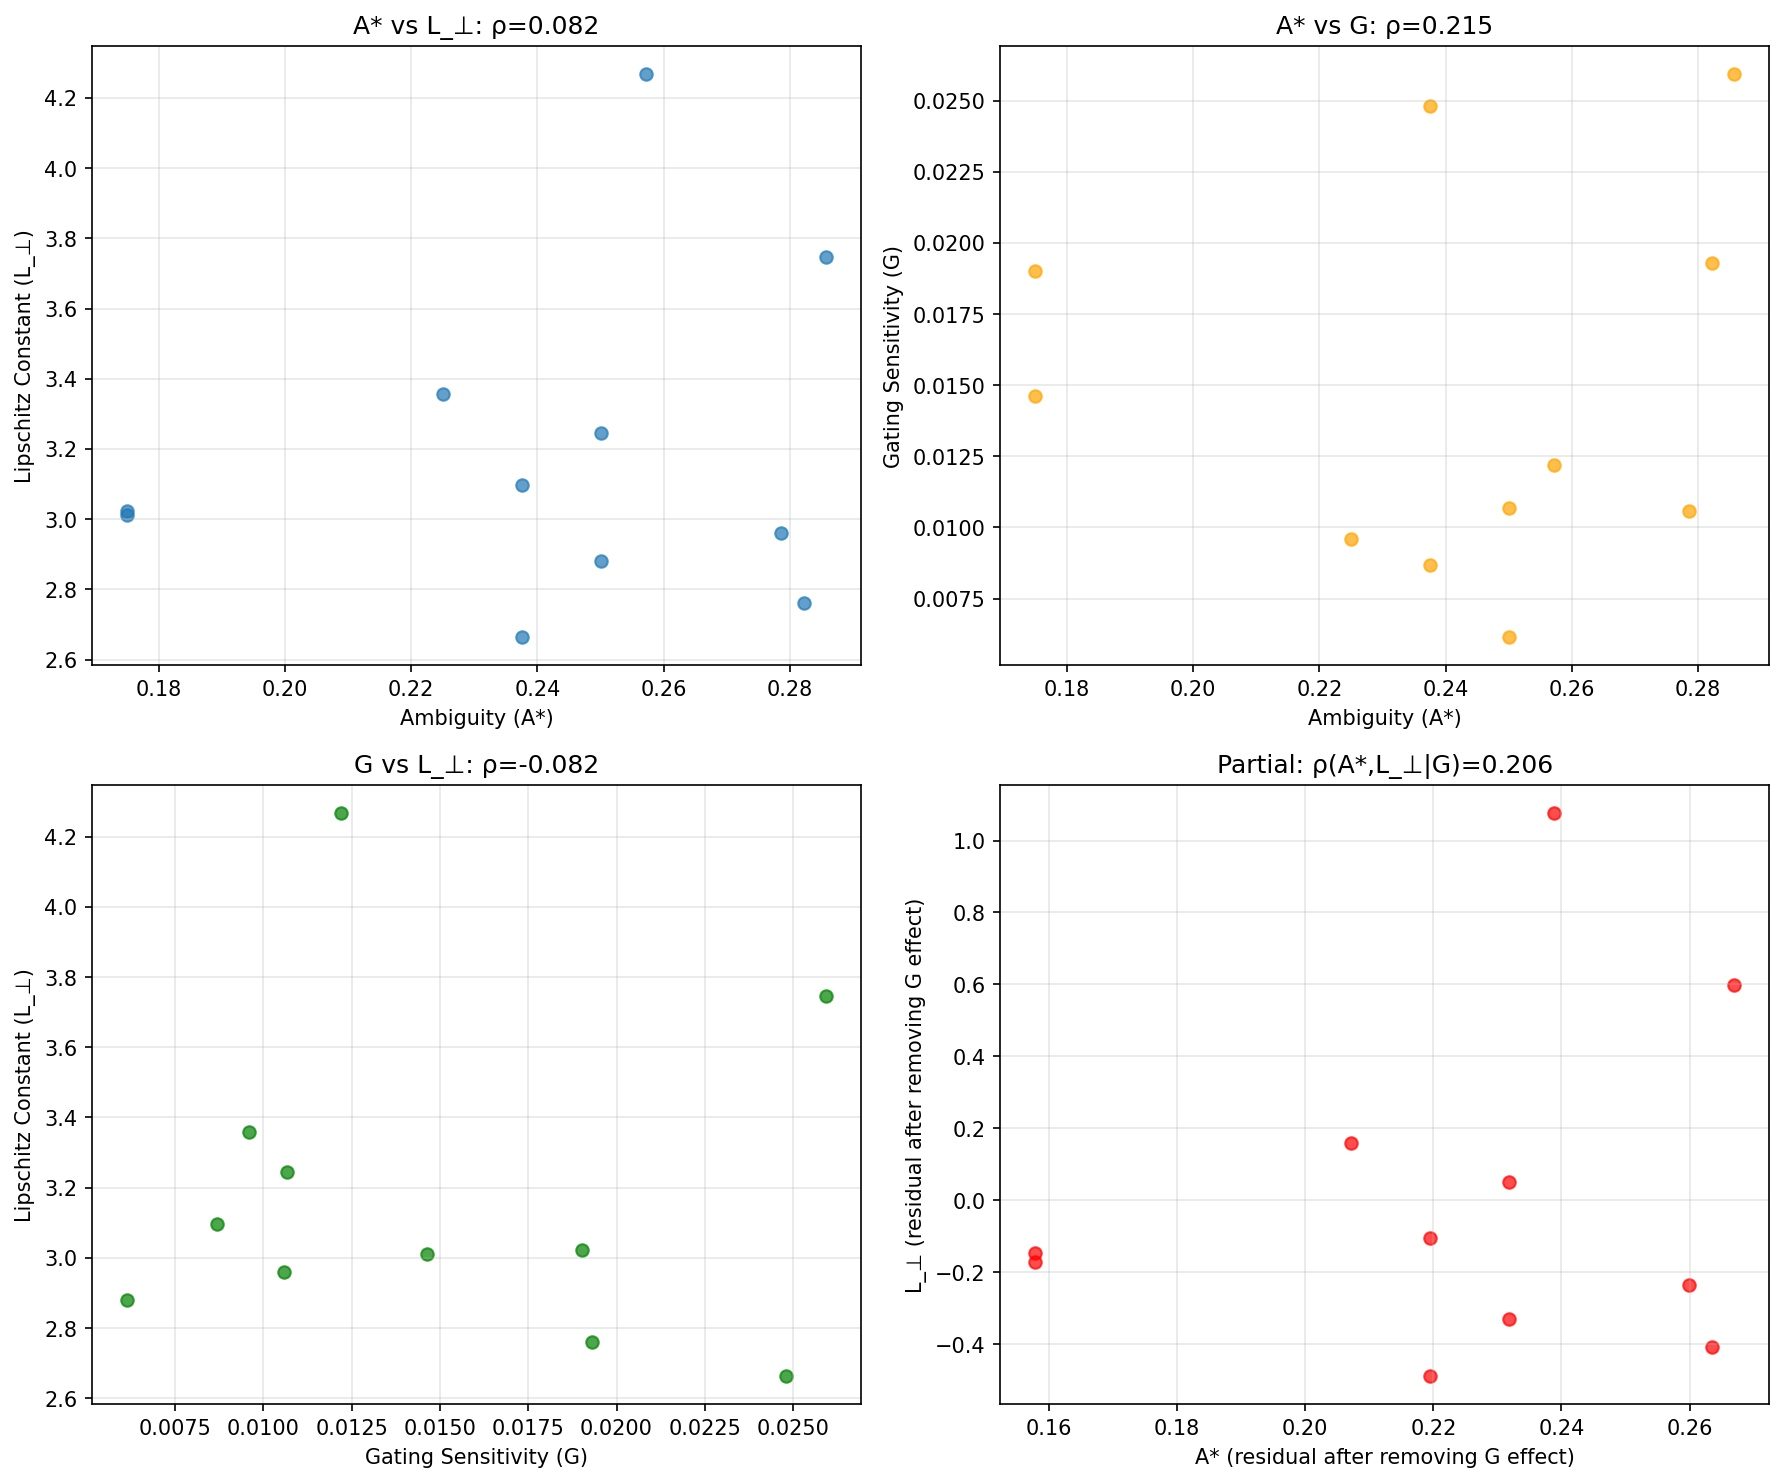 A* vs L_⊥: ρ=0.082
Lipschitz Constant (L_⊥)
4.2
4.0
3.8
3.6
3.4
3.2
3.0
2.8
2.6
0.18 0.20 0.22 0.24 0.26 0.28
Ambiguity (A*)
A* vs G: ρ=0.215
Gating Sensitivity (G)
0.0250
0.0225
0.0200
0.0175
0.0150
0.0125
0.0100
0.0075
0.18 0.20 0.22 0.24 0.26 0.28
Ambiguity (A*)
G vs L_⊥: ρ=-0.082
Lipschitz Constant (L_⊥)
4.2
4.0
3.8
3.6
3.4
3.2
3.0
2.8
2.6
0.0075 0.0100 0.0125 0.0150 0.0175 0.0200 0.0225 0.0250
Gating Sensitivity (G)
Partial: ρ(A*,L_⊥|G)=0.206
L_⊥ (residual after removing G effect)
1.0
0.8
0.6
0.4
0.2
0.0
−0.2
−0.4
0.16 0.18 0.20 0.22 0.24 0.26
A* (residual after removing G effect)